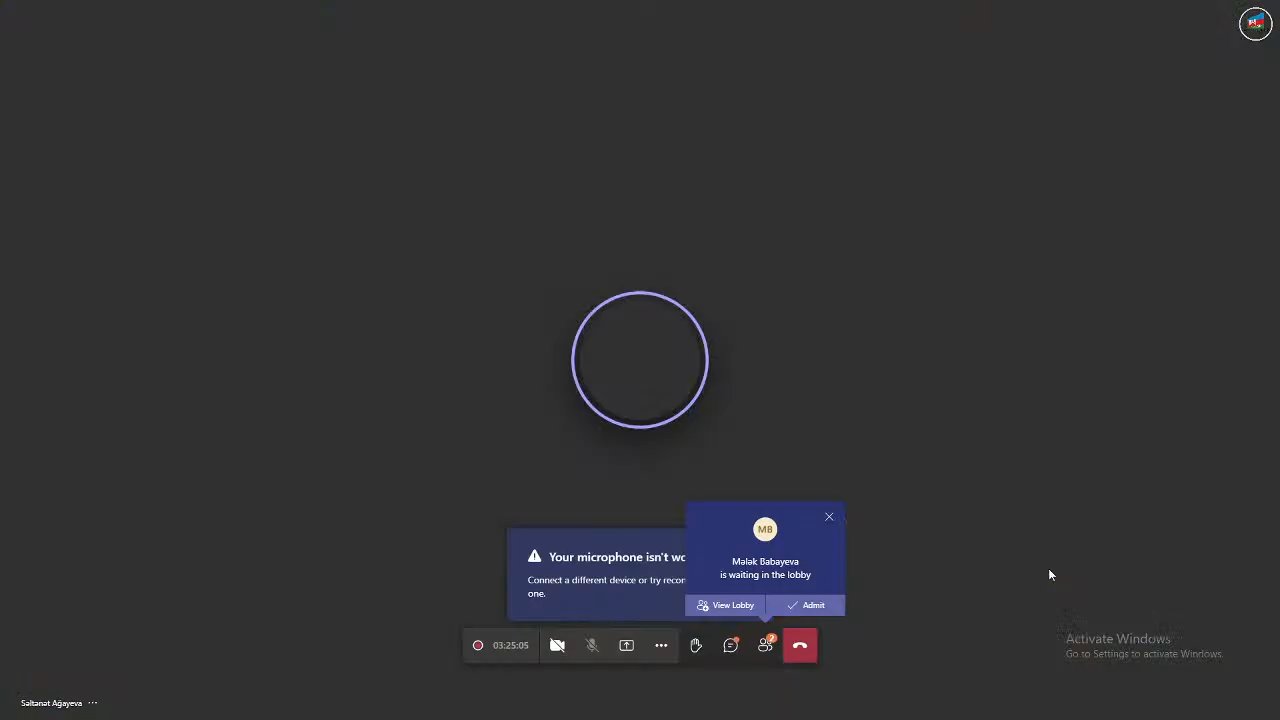 MB
Mələk Babayeva
is waiting in the lobby
View Lobby
Admit
Your microphone isn't wo
Connect a different device or try recon
one.
03:25:05
2
Activate Windows
Go to Settings to activate Windows.
Səltənət Ağayeva